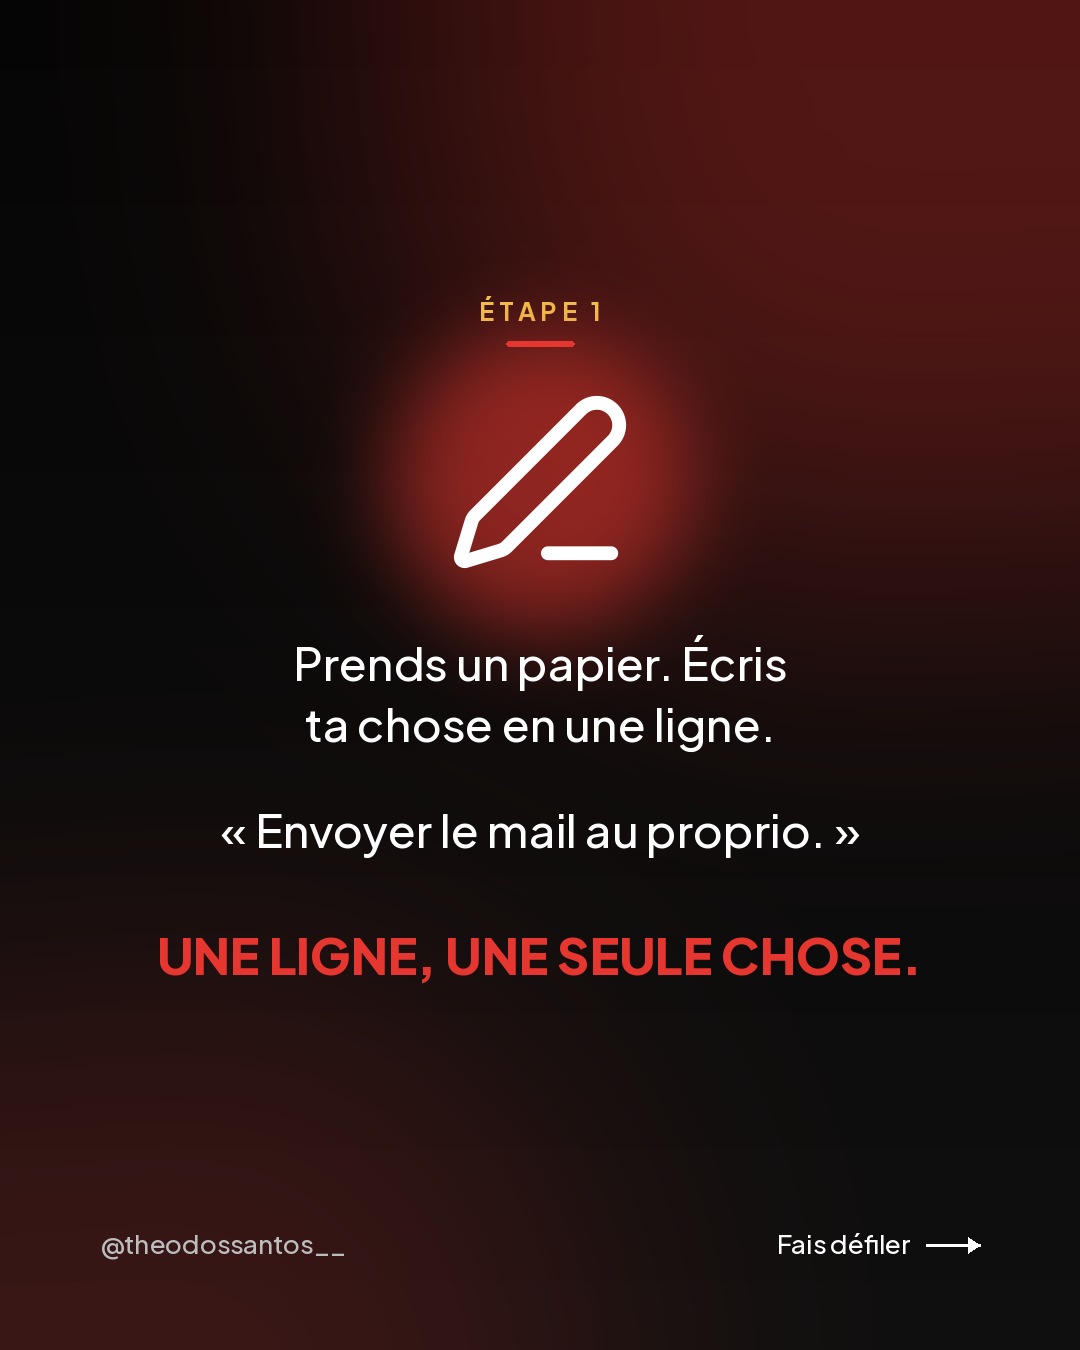 ÉTAPE 1
Prends un papier. Écris
ta chose en une ligne.
« Envoyer le mail au proprio. »
UNE LIGNE, UNE SEULE CHOSE.
@theodossantos__
Fais défiler